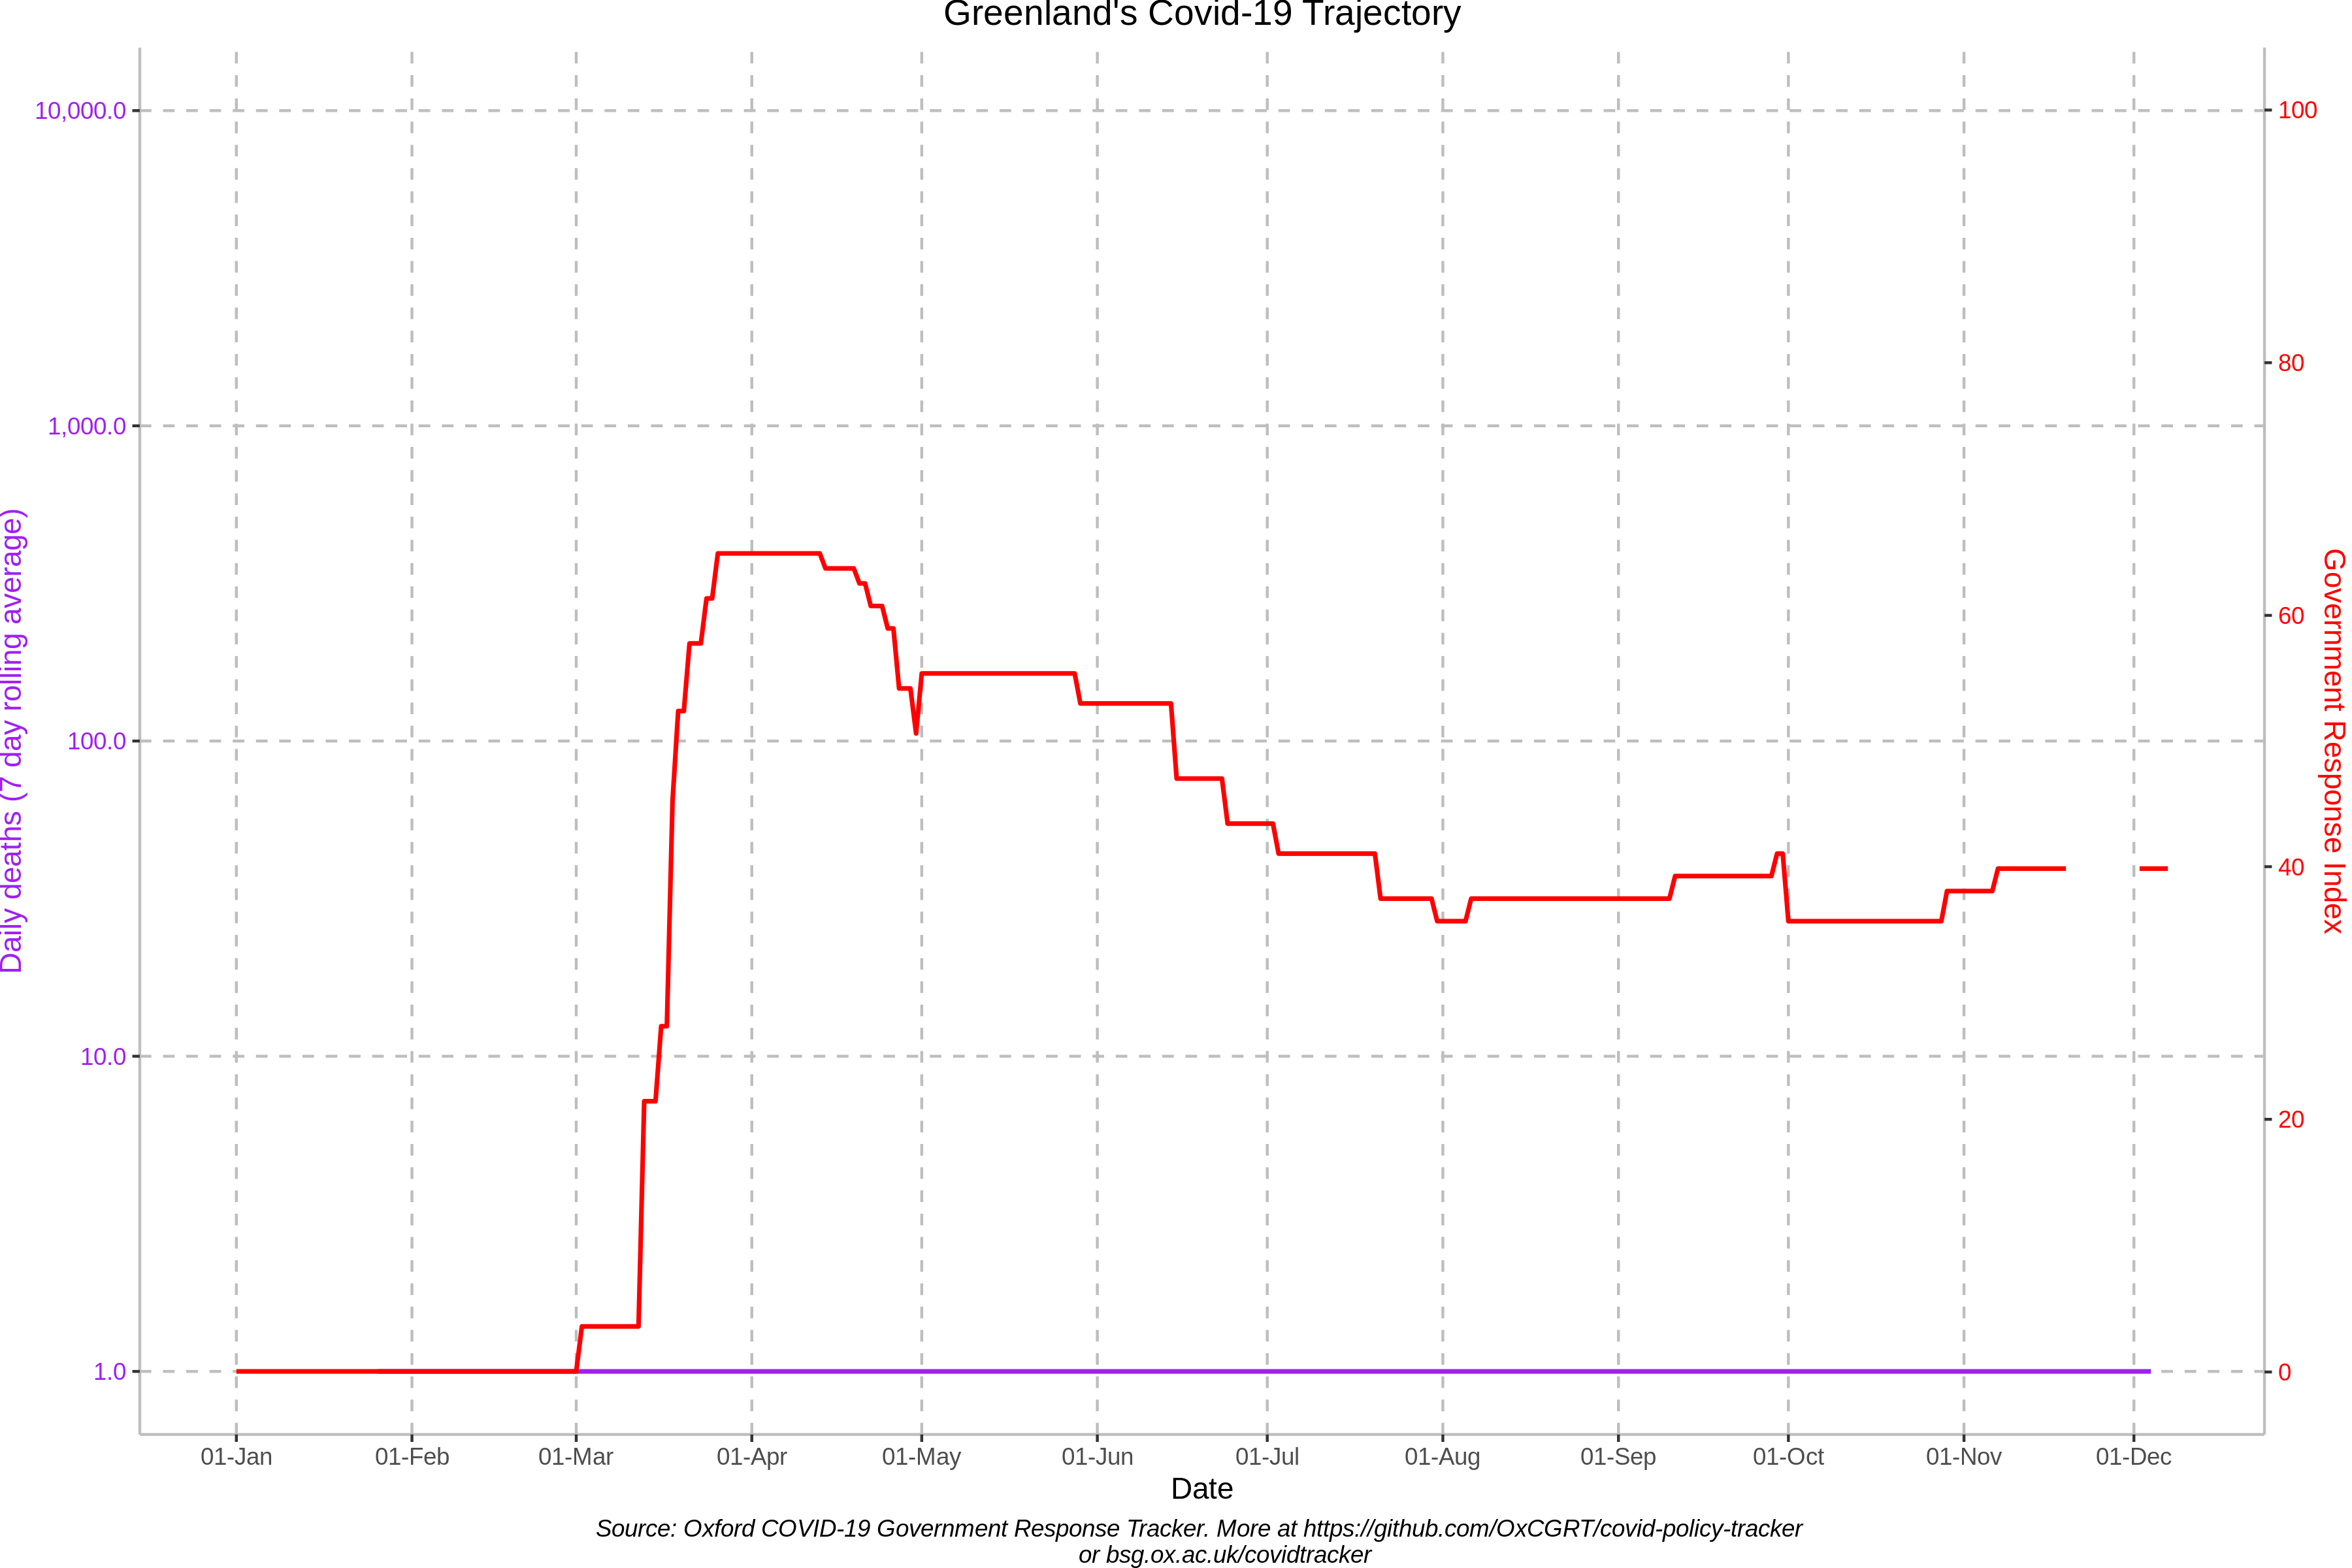 Greenland's Covid-19 Trajectory
10,000.0
1,000.0
100.0
10.0
1.0
Daily deaths (7 day rolling average)
100
80
60
40
20
0
Government Response Index
01-Jan 01-Feb 01-Mar 01-Apr 01-May 01-Jun 01-Jul 01-Aug 01-Sep 01-Oct 01-Nov 01-Dec
Date
Source: Oxford COVID-19 Government Response Tracker. More at https://github.com/OxCGRT/covid-policy-tracker
or bsg.ox.ac.uk/covidtracker